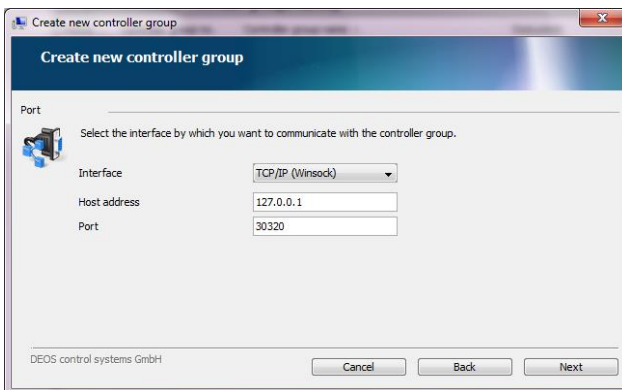 Create new controller group
Create new controller group
Port
Select the interface by which you want to communicate with the controller group.
Interface
TCP/IP (Winsock)
Host address
127.0.0.1
Port
30320
DEOS control systems GmbH
Cancel
Back
Next